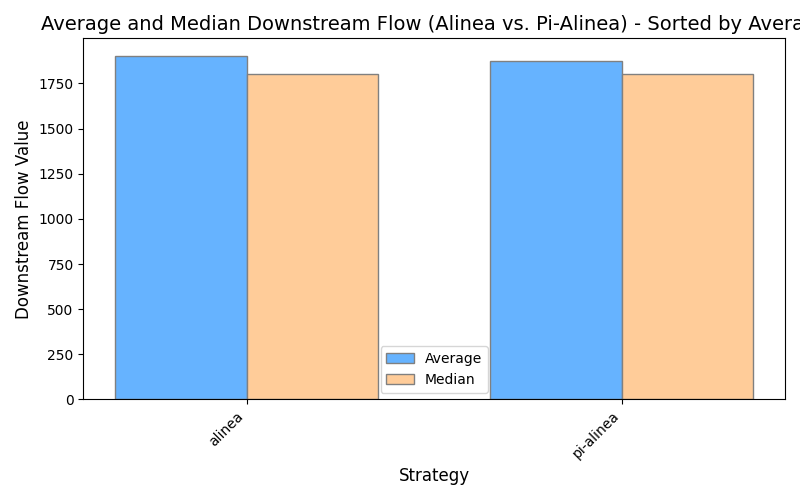 Average and Median Downstream Flow (Alinea vs. Pi-Alinea) - Sorted by Avera
Downstream Flow Value
1750
1500
1250
1000
750
500
250
0
Average
Median
alinea
pi-alinea
Strategy